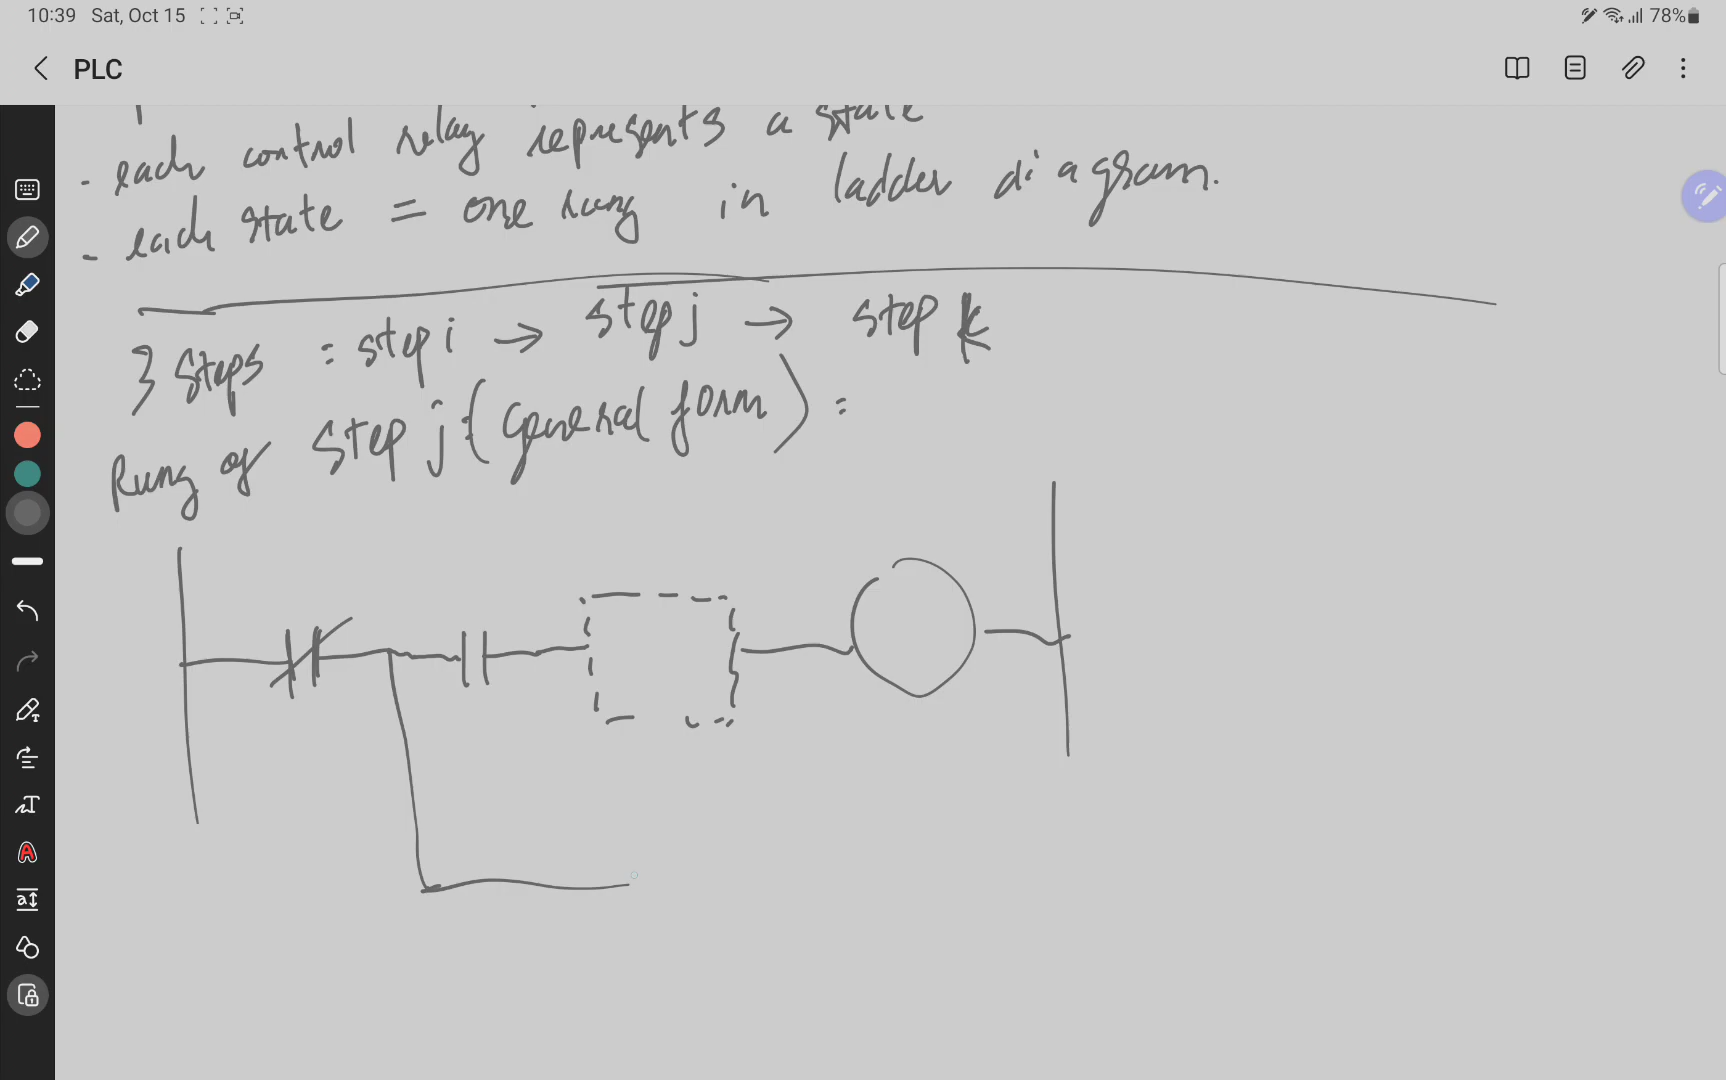 10:39 Sat, Oct 15 78%
PLC
- each control relay represents a state
- each state = one rung in ladder diagram.
3 steps : step i → step j → step k
Rung of step j (General form) :